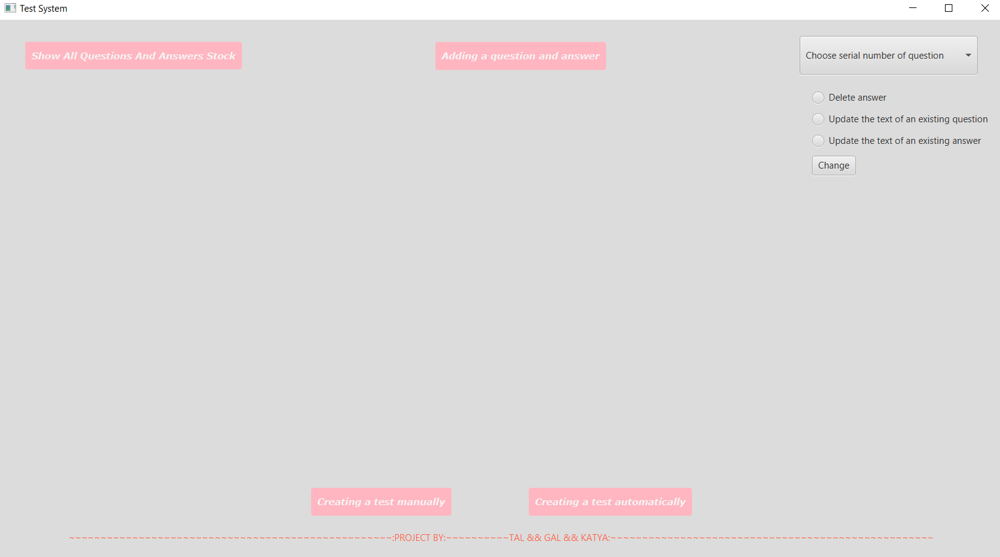 Test System
Show All Questions And Answers Stock
Adding a question and answer
Choose serial number of question
Delete answer
Update the text of an existing question
Update the text of an existing answer
Change
Creating a test manually
Creating a test automatically
~~~~~~~~~~~~~~~~~~~~~~~~~~~~~~~~~~~~~~~~~~~~~~~~~~~:PROJECT BY:~~~~~~~~~~TAL && GAL && KATYA:~~~~~~~~~~~~~~~~~~~~~~~~~~~~~~~~~~~~~~~~~~~~~~~~~~~